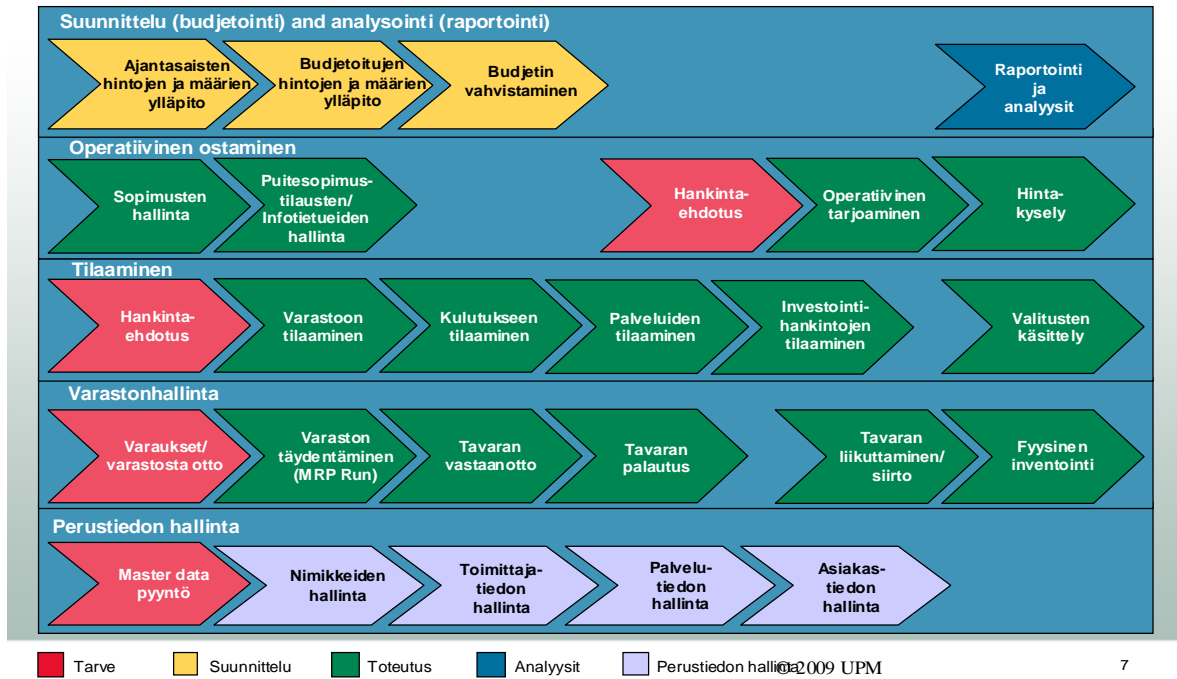 Suunnittelu (budjetointi) and analysointi (raportointi)
Ajantasaisten
hintojen ja määrien
ylläpito
Budjetoitujen
hintojen ja määrien
ylläpito
Budjetin
vahvistaminen
Raportointi
ja
analyysit
Operatiivinen ostaminen
Sopimusten
hallinta
Puitesopimus-
tilausten/
Infotietueiden
hallinta
Hankinta-
ehdotus
Operatiivinen
tarjoaminen
Hinta-
kysely
Tilaaminen
Hankinta-
ehdotus
Varastoon
tilaaminen
Kulutukseen
tilaaminen
Palveluiden
tilaaminen
Investointi-
hankintojen
tilaaminen
Valitusten
käsittely
Varastonhallinta
Varaukset/
varastosta otto
Varaston
täydentäminen
(MRP Run)
Tavaran
vastaanotto
Tavaran
palautus
Tavaran
liikuttaminen/
siirto
Fyysinen
inventointi
Perustiedon hallinta
Master data
pyyntö
Nimikkeiden
hallinta
Toimittaja-
tiedon
hallinta
Palvelu-
tiedon
hallinta
Asiakas-
tiedon
hallinta
Tarve
Suunnittelu
Toteutus
Analyysit
Perustiedon hallinta
© 2009 UPM
7